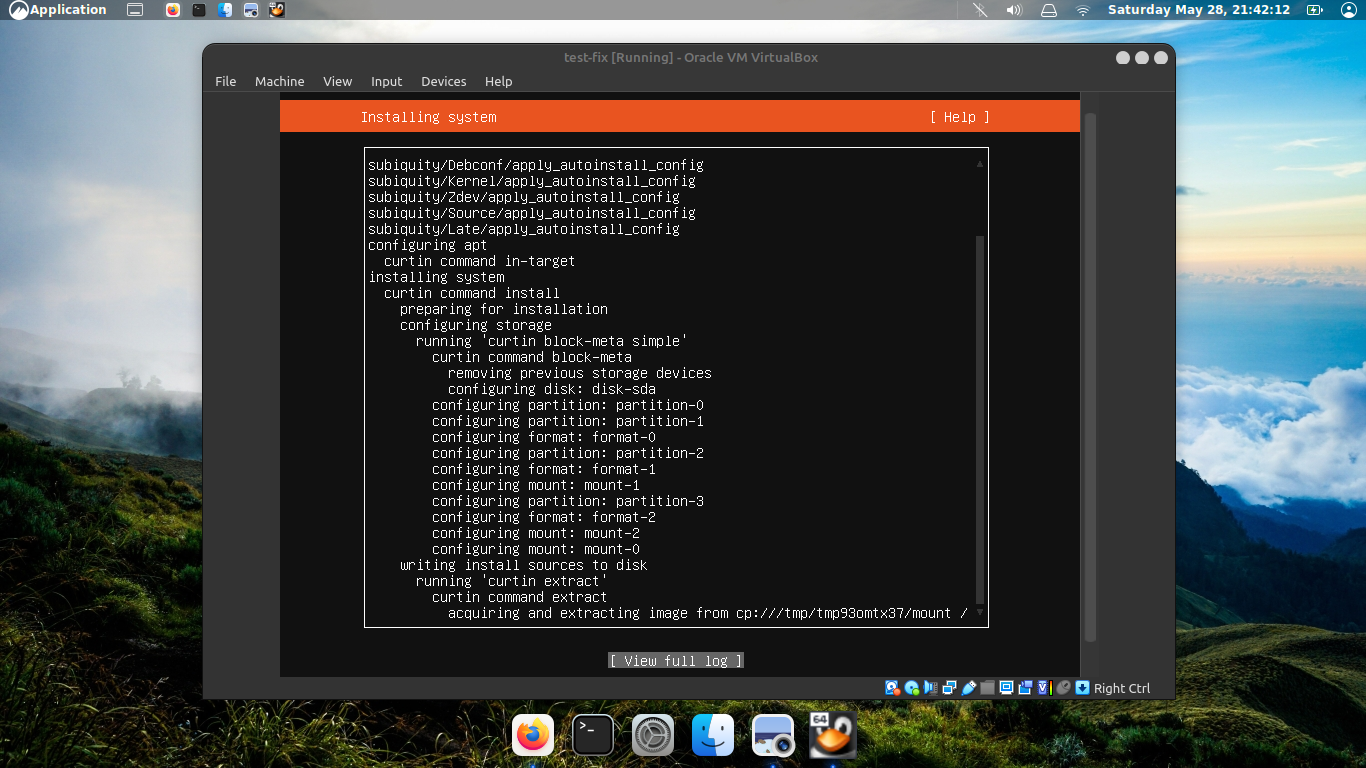 Application
Saturday May 28, 21:42:12
test-fix [Running] - Oracle VM VirtualBox
File Machine View Input Devices Help
Installing system [ Help ]
subiquity/Debconf/apply_autoinstall_config
subiquity/Kernel/apply_autoinstall_config
subiquity/Zdev/apply_autoinstall_config
subiquity/Source/apply_autoinstall_config
subiquity/Late/apply_autoinstall_config
configuring apt
curtin command in-target
installing system
curtin command install
preparing for installation
configuring storage
running 'curtin block-meta simple'
curtin command block-meta
removing previous storage devices
configuring disk: disk-sda
configuring partition: partition-0
configuring partition: partition-1
configuring format: format-0
configuring partition: partition-2
configuring format: format-1
configuring mount: mount-1
configuring partition: partition-3
configuring format: format-2
configuring mount: mount-2
configuring mount: mount-0
writing install sources to disk
running 'curtin extract'
curtin command extract
acquiring and extracting image from cp:///tmp/tmp93omtx37/mount /
[ View full log ]
Right Ctrl
>-
64